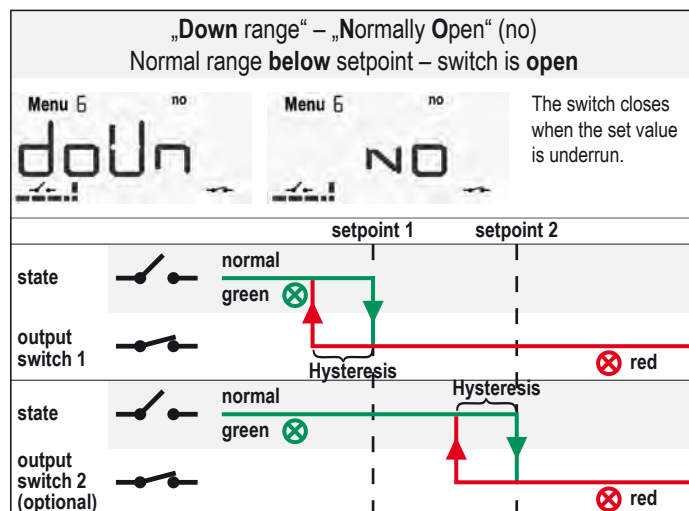 „Down range“ – „Normally Open“ (no)
Normal range below setpoint – switch is open
Menu 6 no
doUn
Menu 6 no
NO
The switch closes
when the set value
is underrun.
setpoint 1 setpoint 2
state
normal
green
output
switch 1
Hysteresis
red
state
normal
green
Hysteresis
output
switch 2
(optional)
red